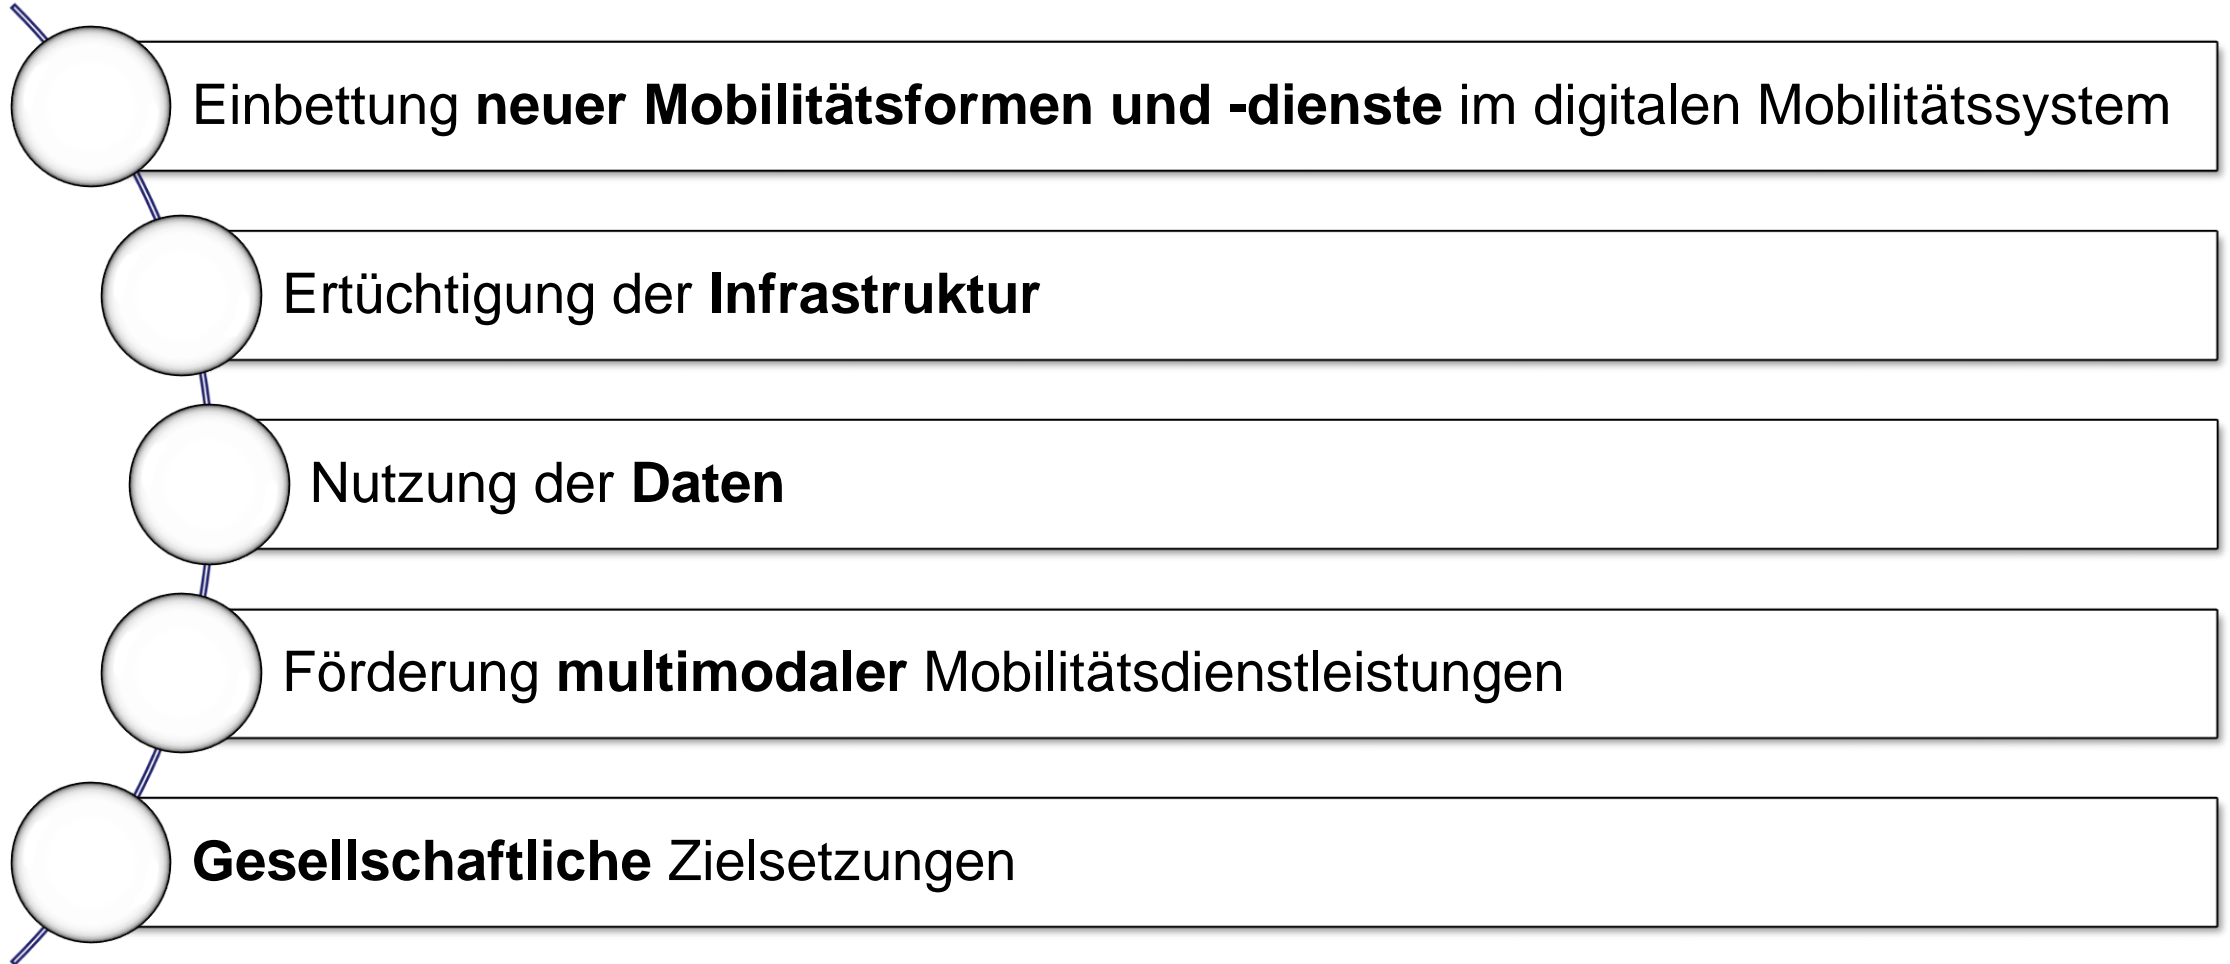 Einbettung neuer Mobilitätsformen und -dienste im digitalen Mobilitätssystem
Ertüchtigung der Infrastruktur
Nutzung der Daten
Förderung multimodaler Mobilitätsdienstleistungen
Gesellschaftliche Zielsetzungen